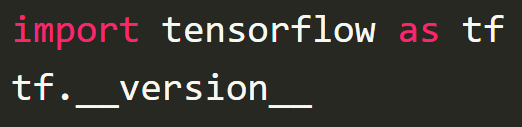 import tensorflow as tf
tf.__version__